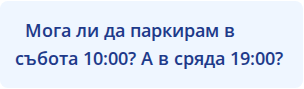 Мога ли да паркирам в
събота 10:00? А в сряда 19:00?